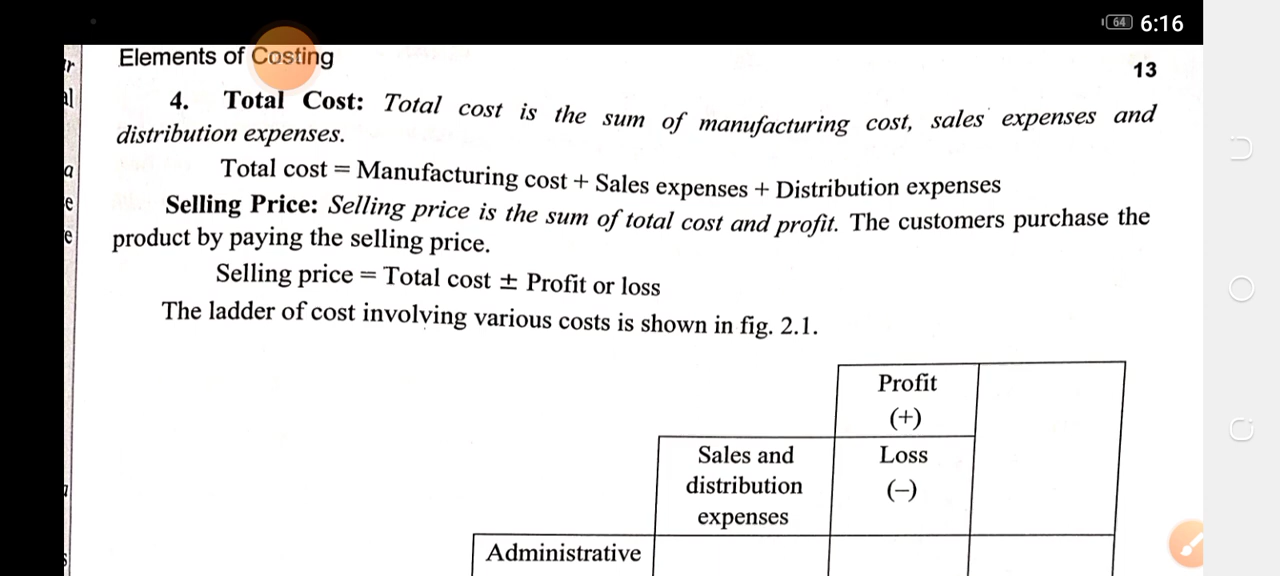 64 6:16
Elements of Costing
13
4. Total Cost: Total cost is the sum of manufacturing cost, sales expenses and
distribution expenses.
Total cost = Manufacturing cost + Sales expenses + Distribution expenses
Selling Price: Selling price is the sum of total cost and profit. The customers purchase the
product by paying the selling price.
Selling price = Total cost ± Profit or loss
The ladder of cost involving various costs is shown in fig. 2.1.
Profit
(+)
Sales and
distribution
expenses
Loss
(–)
Administrative